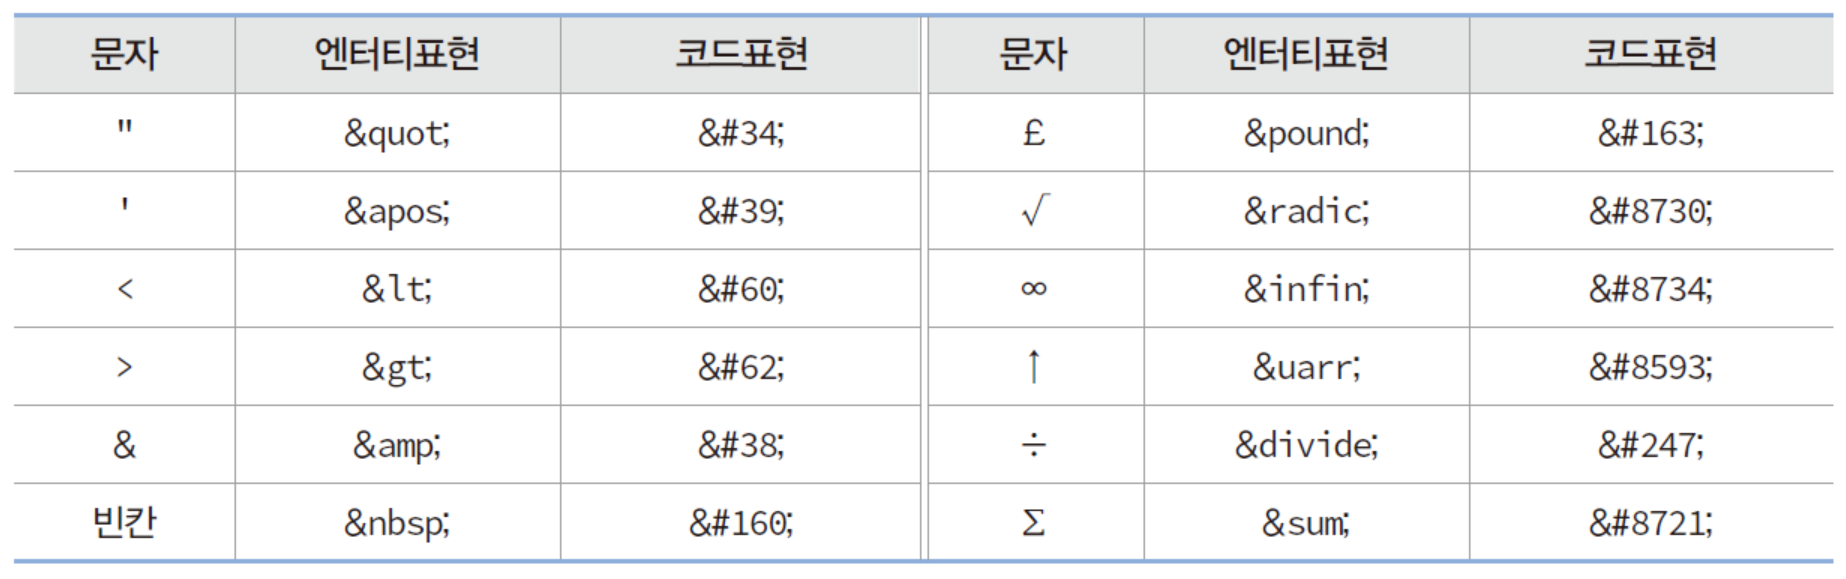 문자 엔터티표현 코드표현 문자 엔터티표현 코드표현
" &quot; &#34; £ &pound; &#163;
' &apos; &#39; √ &radic; &#8730;
< &lt; &#60; ∞ &infin; &#8734;
> &gt; &#62; ↑ &uarr; &#8593;
& &amp; &#38; ÷ &divide; &#247;
빈칸 &nbsp; &#160; Σ &sum; &#8721;